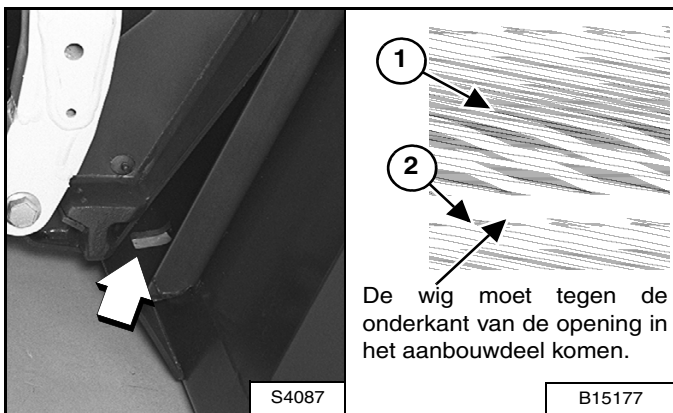 1
2
De wig moet tegen de
onderkant van de opening in
het aanbouwdeel komen.
S4087
B15177